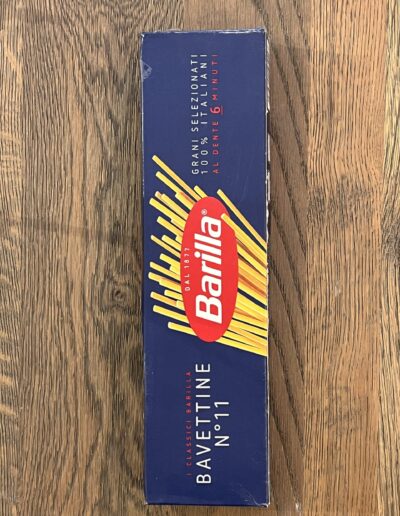 I CLASSICI BARILLA
BAVETTINE
N°11
DAL 1877
Barilla®
GRANI SELEZIONATI
100% ITALIANI
AL DENTE 6 MINUTI